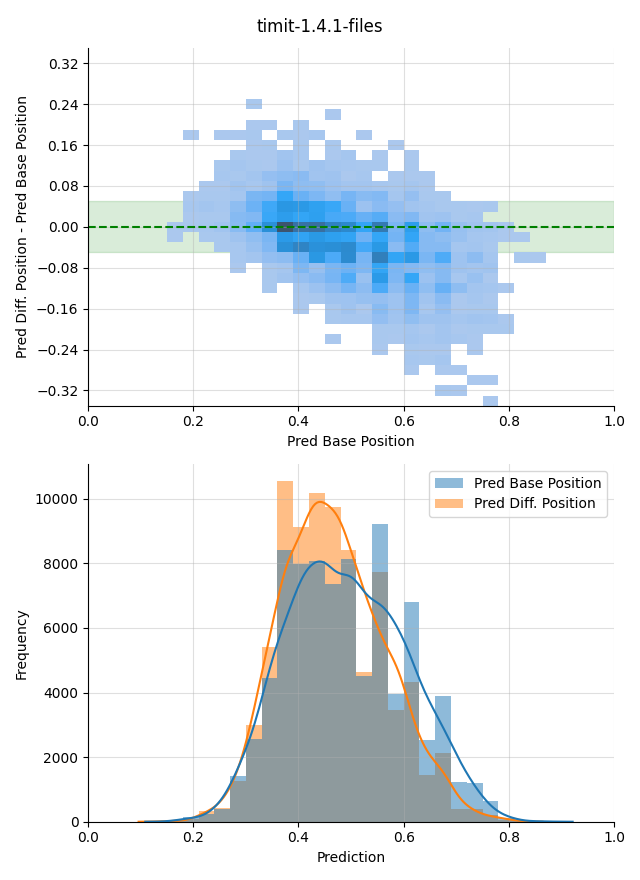 timit-1.4.1-files
Pred Diff. Position - Pred Base Position
0.32
0.24
0.16
0.08
0.00
−0.08
−0.16
−0.24
−0.32
0.0 0.2 0.4 0.6 0.8 1.0
Pred Base Position
Frequency
10000
8000
6000
4000
2000
0
Pred Base Position
Pred Diff. Position
0.0 0.2 0.4 0.6 0.8 1.0
Prediction